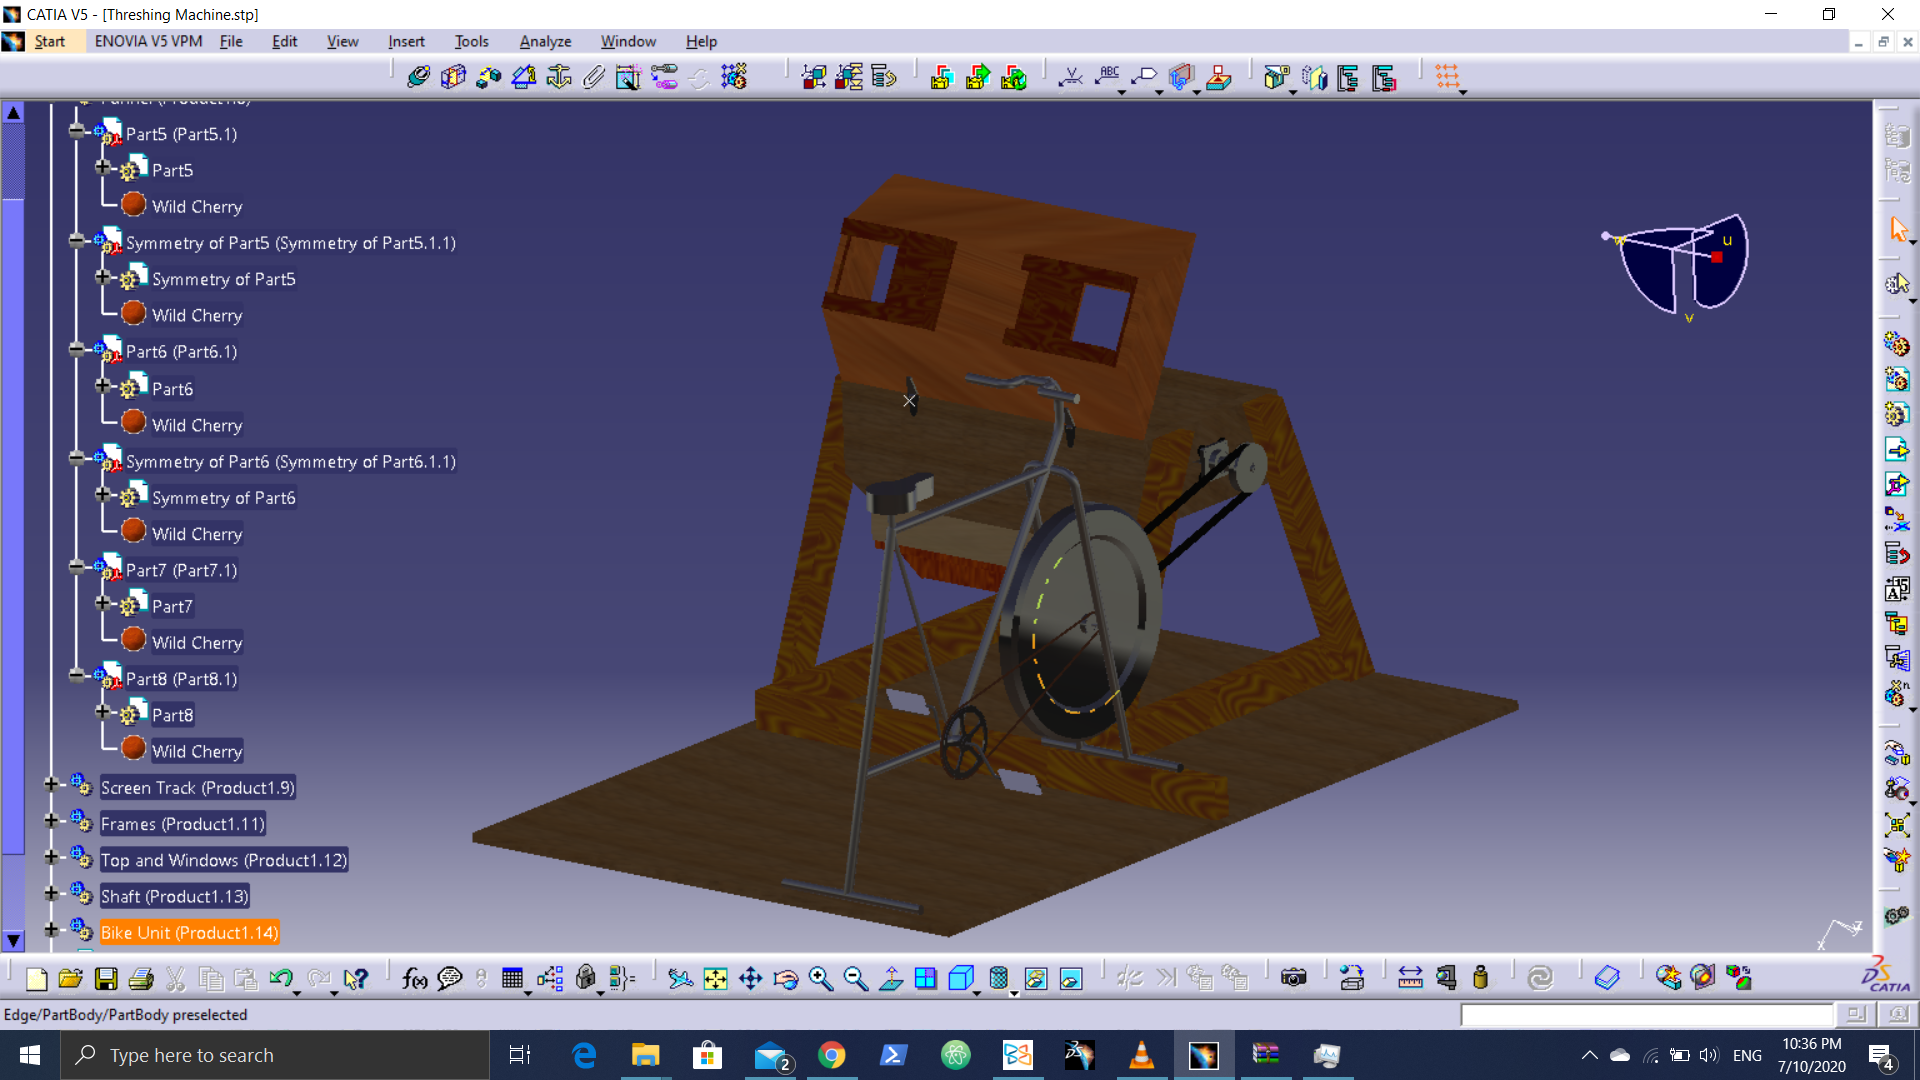 CATIA V5 - [Threshing Machine.stp]
Start ENOVIA V5 VPM File Edit View Insert Tools Analyze Window Help
Part5 (Part5.1)
Part5
Wild Cherry
Symmetry of Part5 (Symmetry of Part5.1.1)
Symmetry of Part5
Wild Cherry
Part6 (Part6.1)
Part6
Wild Cherry
Symmetry of Part6 (Symmetry of Part6.1.1)
Symmetry of Part6
Wild Cherry
Part7 (Part7.1)
Part7
Wild Cherry
Part8 (Part8.1)
Part8
Wild Cherry
Screen Track (Product1.9)
Frames (Product1.11)
Top and Windows (Product1.12)
Shaft (Product1.13)
Bike Unit (Product1.14)
w u
v
z
x
ABC
f(x)
CATIA
Edge/PartBody/PartBody preselected
Type here to search
2
ENG
10:36 PM
7/10/2020
4